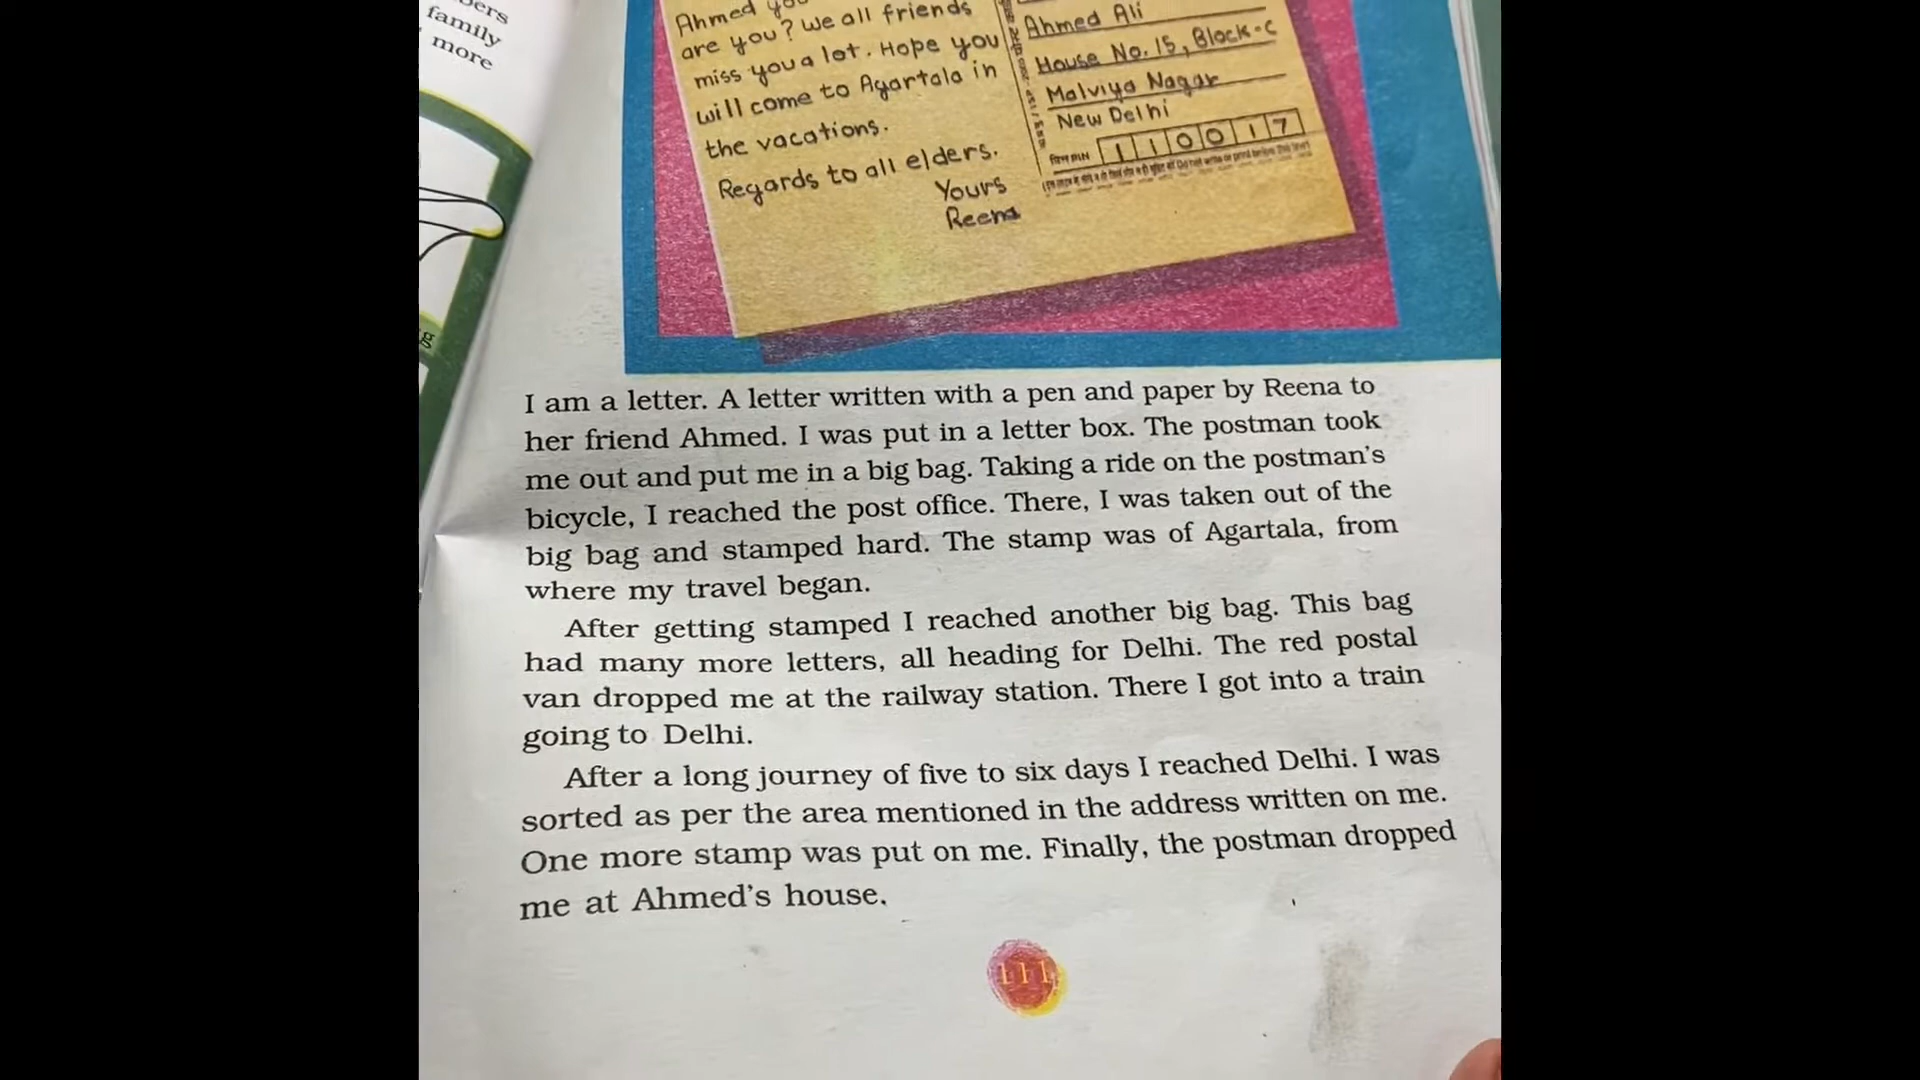 bers
family
more
g
Ahmed
are you? We all friends
miss you a lot. Hope you
will come to Agartala in
the vacations.
Regards to all elders.
Yours
Reena
Ahmed Ali
House No. 15, Block-C
Malviya Nagar
New Delhi
पिन PIN 110017
I am a letter. A letter written with a pen and paper by Reena to
her friend Ahmed. I was put in a letter box. The postman took
me out and put me in a big bag. Taking a ride on the postman's
bicycle, I reached the post office. There, I was taken out of the
big bag and stamped hard. The stamp was of Agartala, from
where my travel began.
After getting stamped I reached another big bag. This bag
had many more letters, all heading for Delhi. The red postal
van dropped me at the railway station. There I got into a train
going to Delhi.
After a long journey of five to six days I reached Delhi. I was
sorted as per the area mentioned in the address written on me.
One more stamp was put on me. Finally, the postman dropped
me at Ahmed's house.
111